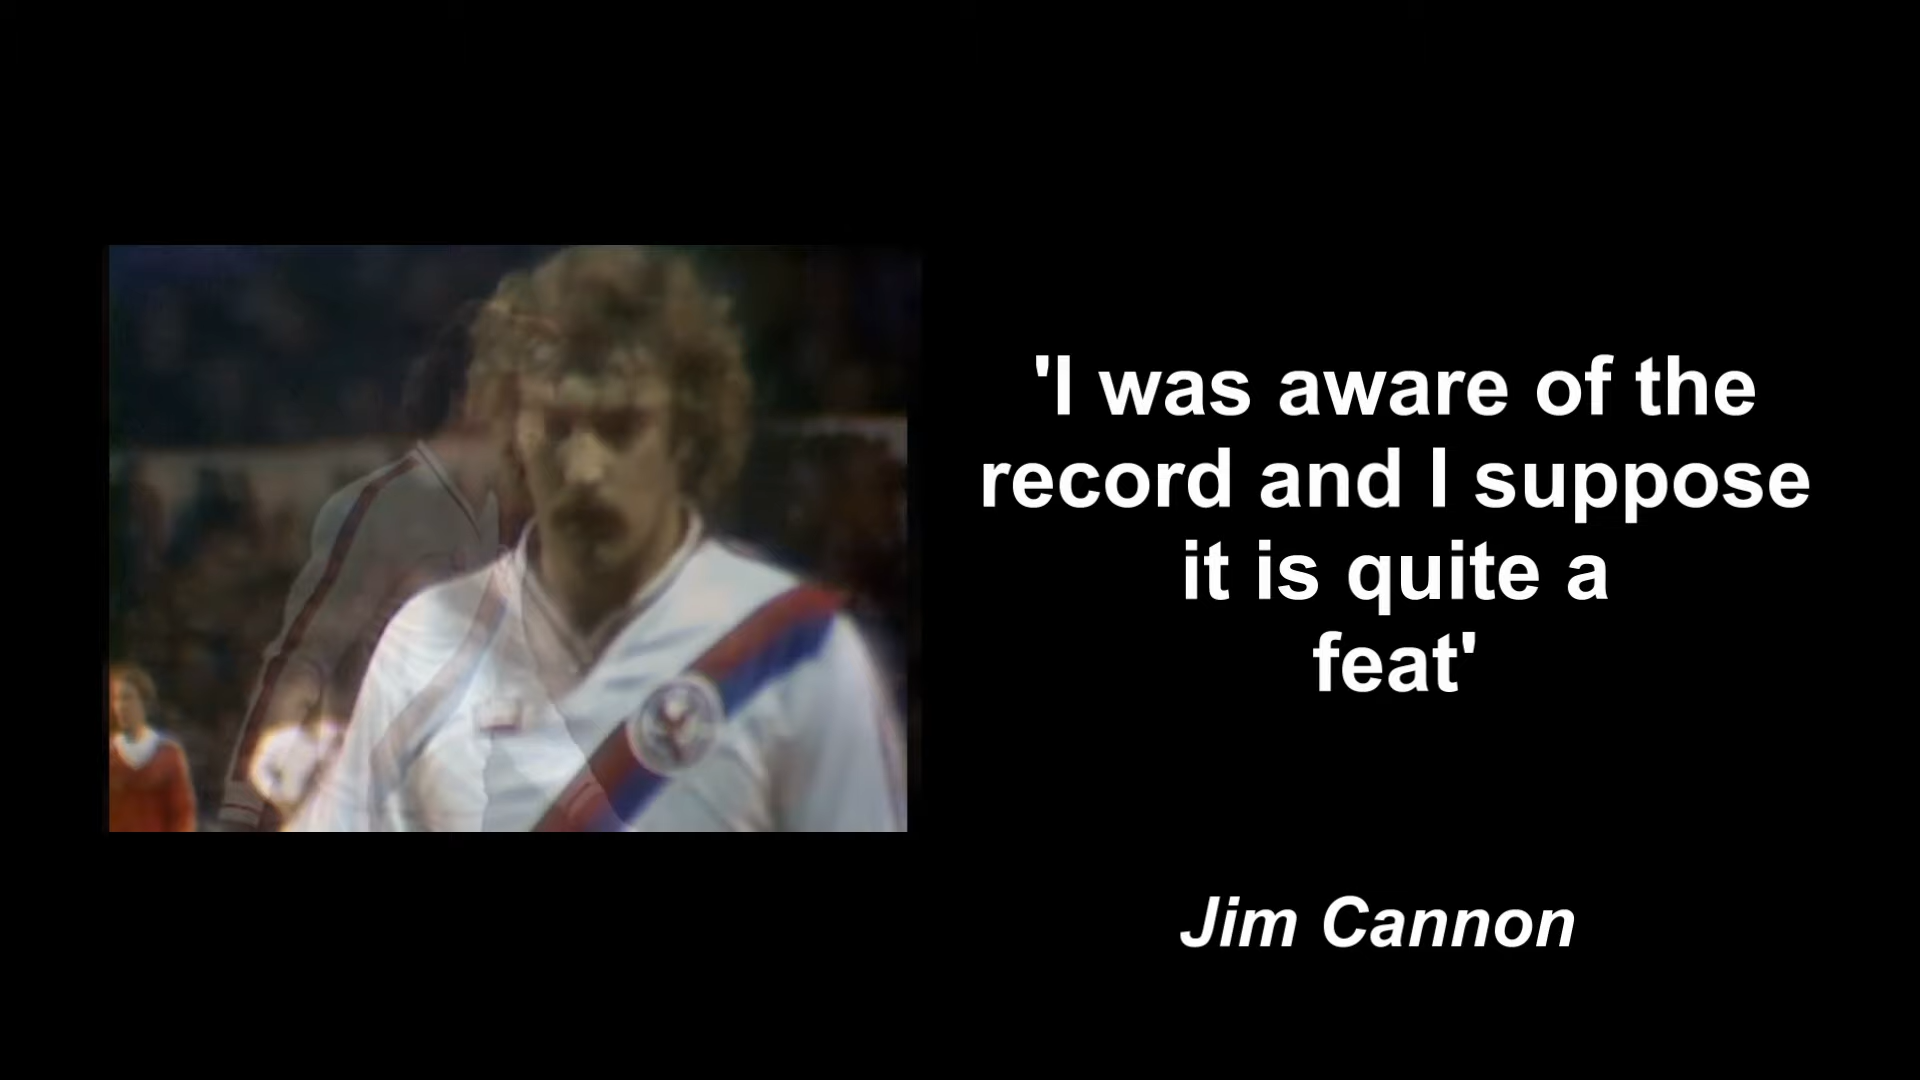 'I was aware of the
record and I suppose
it is quite a
feat'
Jim Cannon